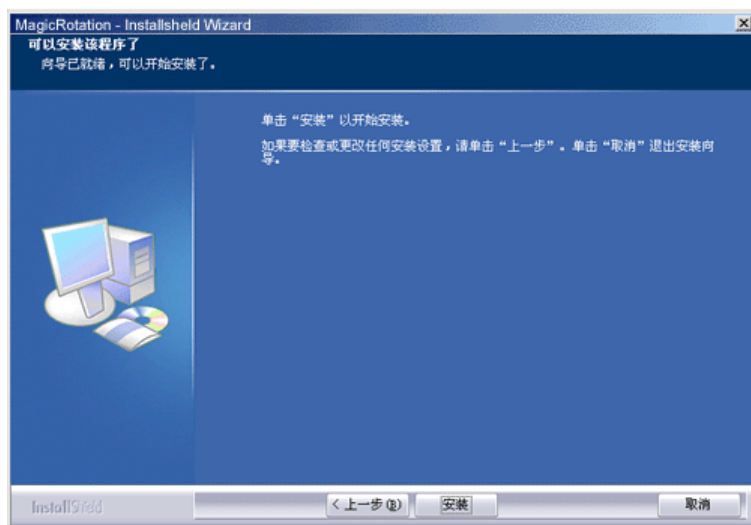 MagicRotation - Installsheld Wizard
可以安装该程序了
向导已就绪，可以开始安装了。
单击“安装”以开始安装。
如果要检查或更改任何安装设置，请单击“上一步”。单击“取消”退出安装向
导。
InstallShield
< 上一步(B)
安装
取消